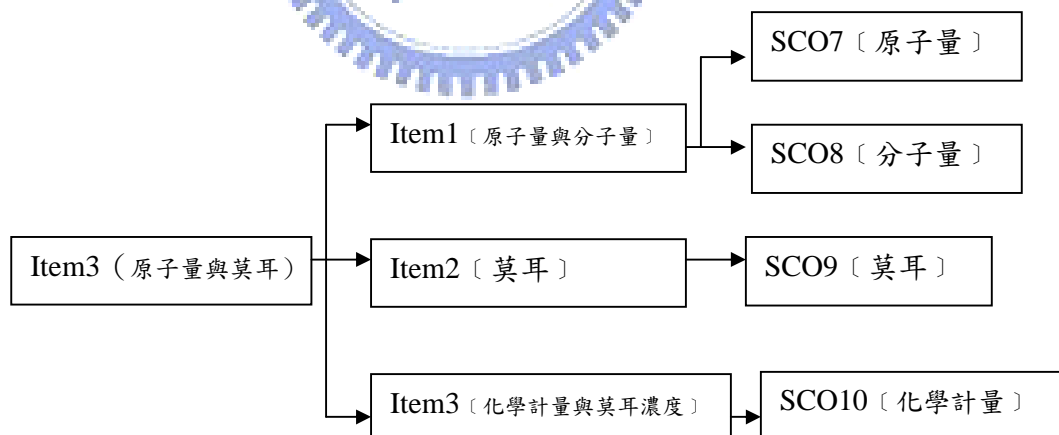 SCO7﹝原子量﹞
Item1﹝原子量與分子量﹞
SCO8﹝分子量﹞
Item3（原子量與莫耳）
Item2﹝莫耳﹞
SCO9﹝莫耳﹞
Item3﹝化學計量與莫耳濃度﹞
SCO10﹝化學計量﹞